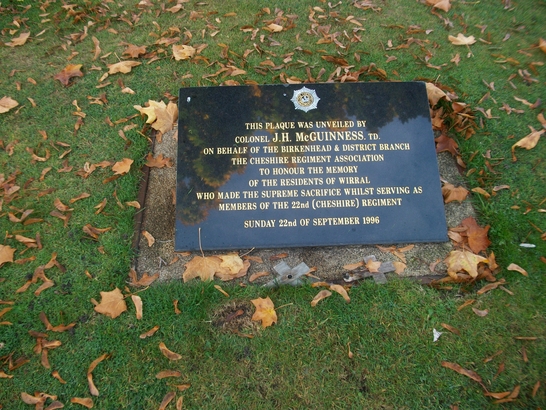 THIS PLAQUE WAS UNVEILED BY
COLONEL J.H. McGUINNESS. TD.
ON BEHALF OF THE BIRKENHEAD & DISTRICT BRANCH
THE CHESHIRE REGIMENT ASSOCIATION
TO HONOUR THE MEMORY
OF THE RESIDENTS OF WIRRAL
WHO MADE THE SUPREME SACRIFICE WHILST SERVING AS
MEMBERS OF THE 22nd (CHESHIRE) REGIMENT
SUNDAY 22nd OF SEPTEMBER 1996